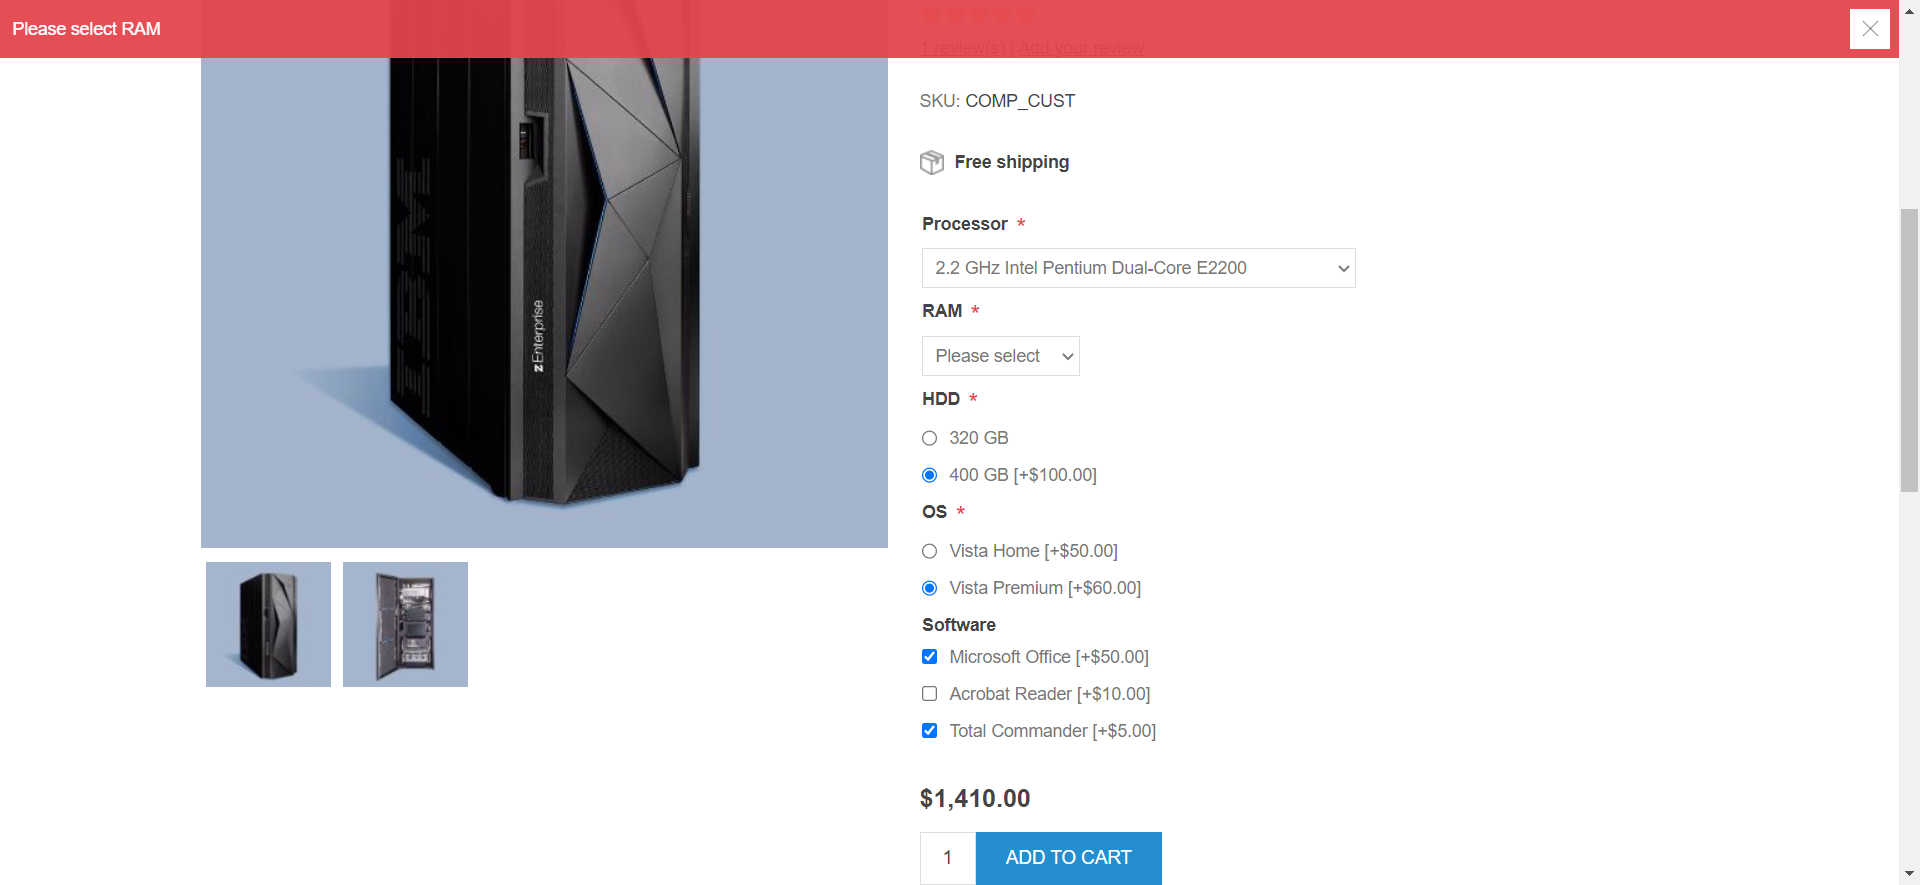 Please select RAM
1 review(s) | Add your review
SKU: COMP_CUST
Free shipping
Processor *
2.2 GHz Intel Pentium Dual-Core E2200
RAM *
Please select
HDD *
320 GB
400 GB [+$100.00]
OS *
Vista Home [+$50.00]
Vista Premium [+$60.00]
Software
Microsoft Office [+$50.00]
Acrobat Reader [+$10.00]
Total Commander [+$5.00]
$1,410.00
1
ADD TO CART
IBM
zEnterprise